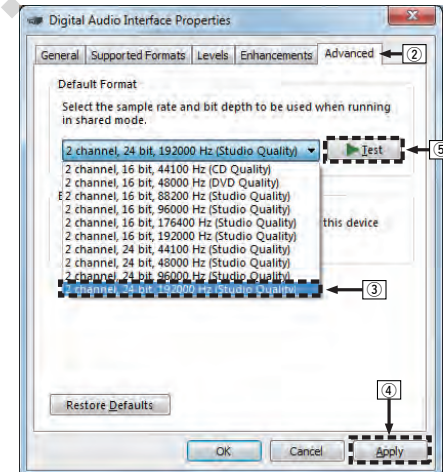 Digital Audio Interface Properties
General Supported Formats Levels Enhancements Advanced ②
Default Format
Select the sample rate and bit depth to be used when running
in shared mode.
2 channel, 24 bit, 192000 Hz (Studio Quality) Test ⑤
2 channel, 16 bit, 44100 Hz (CD Quality)
2 channel, 16 bit, 48000 Hz (DVD Quality)
2 channel, 16 bit, 88200 Hz (Studio Quality)
2 channel, 16 bit, 96000 Hz (Studio Quality)
2 channel, 16 bit, 176400 Hz (Studio Quality) this device
2 channel, 16 bit, 192000 Hz (Studio Quality)
2 channel, 24 bit, 44100 Hz (Studio Quality)
2 channel, 24 bit, 48000 Hz (Studio Quality)
2 channel, 24 bit, 96000 Hz (Studio Quality)
2 channel, 24 bit, 192000 Hz (Studio Quality) ③
Restore Defaults
④
OK Cancel Apply